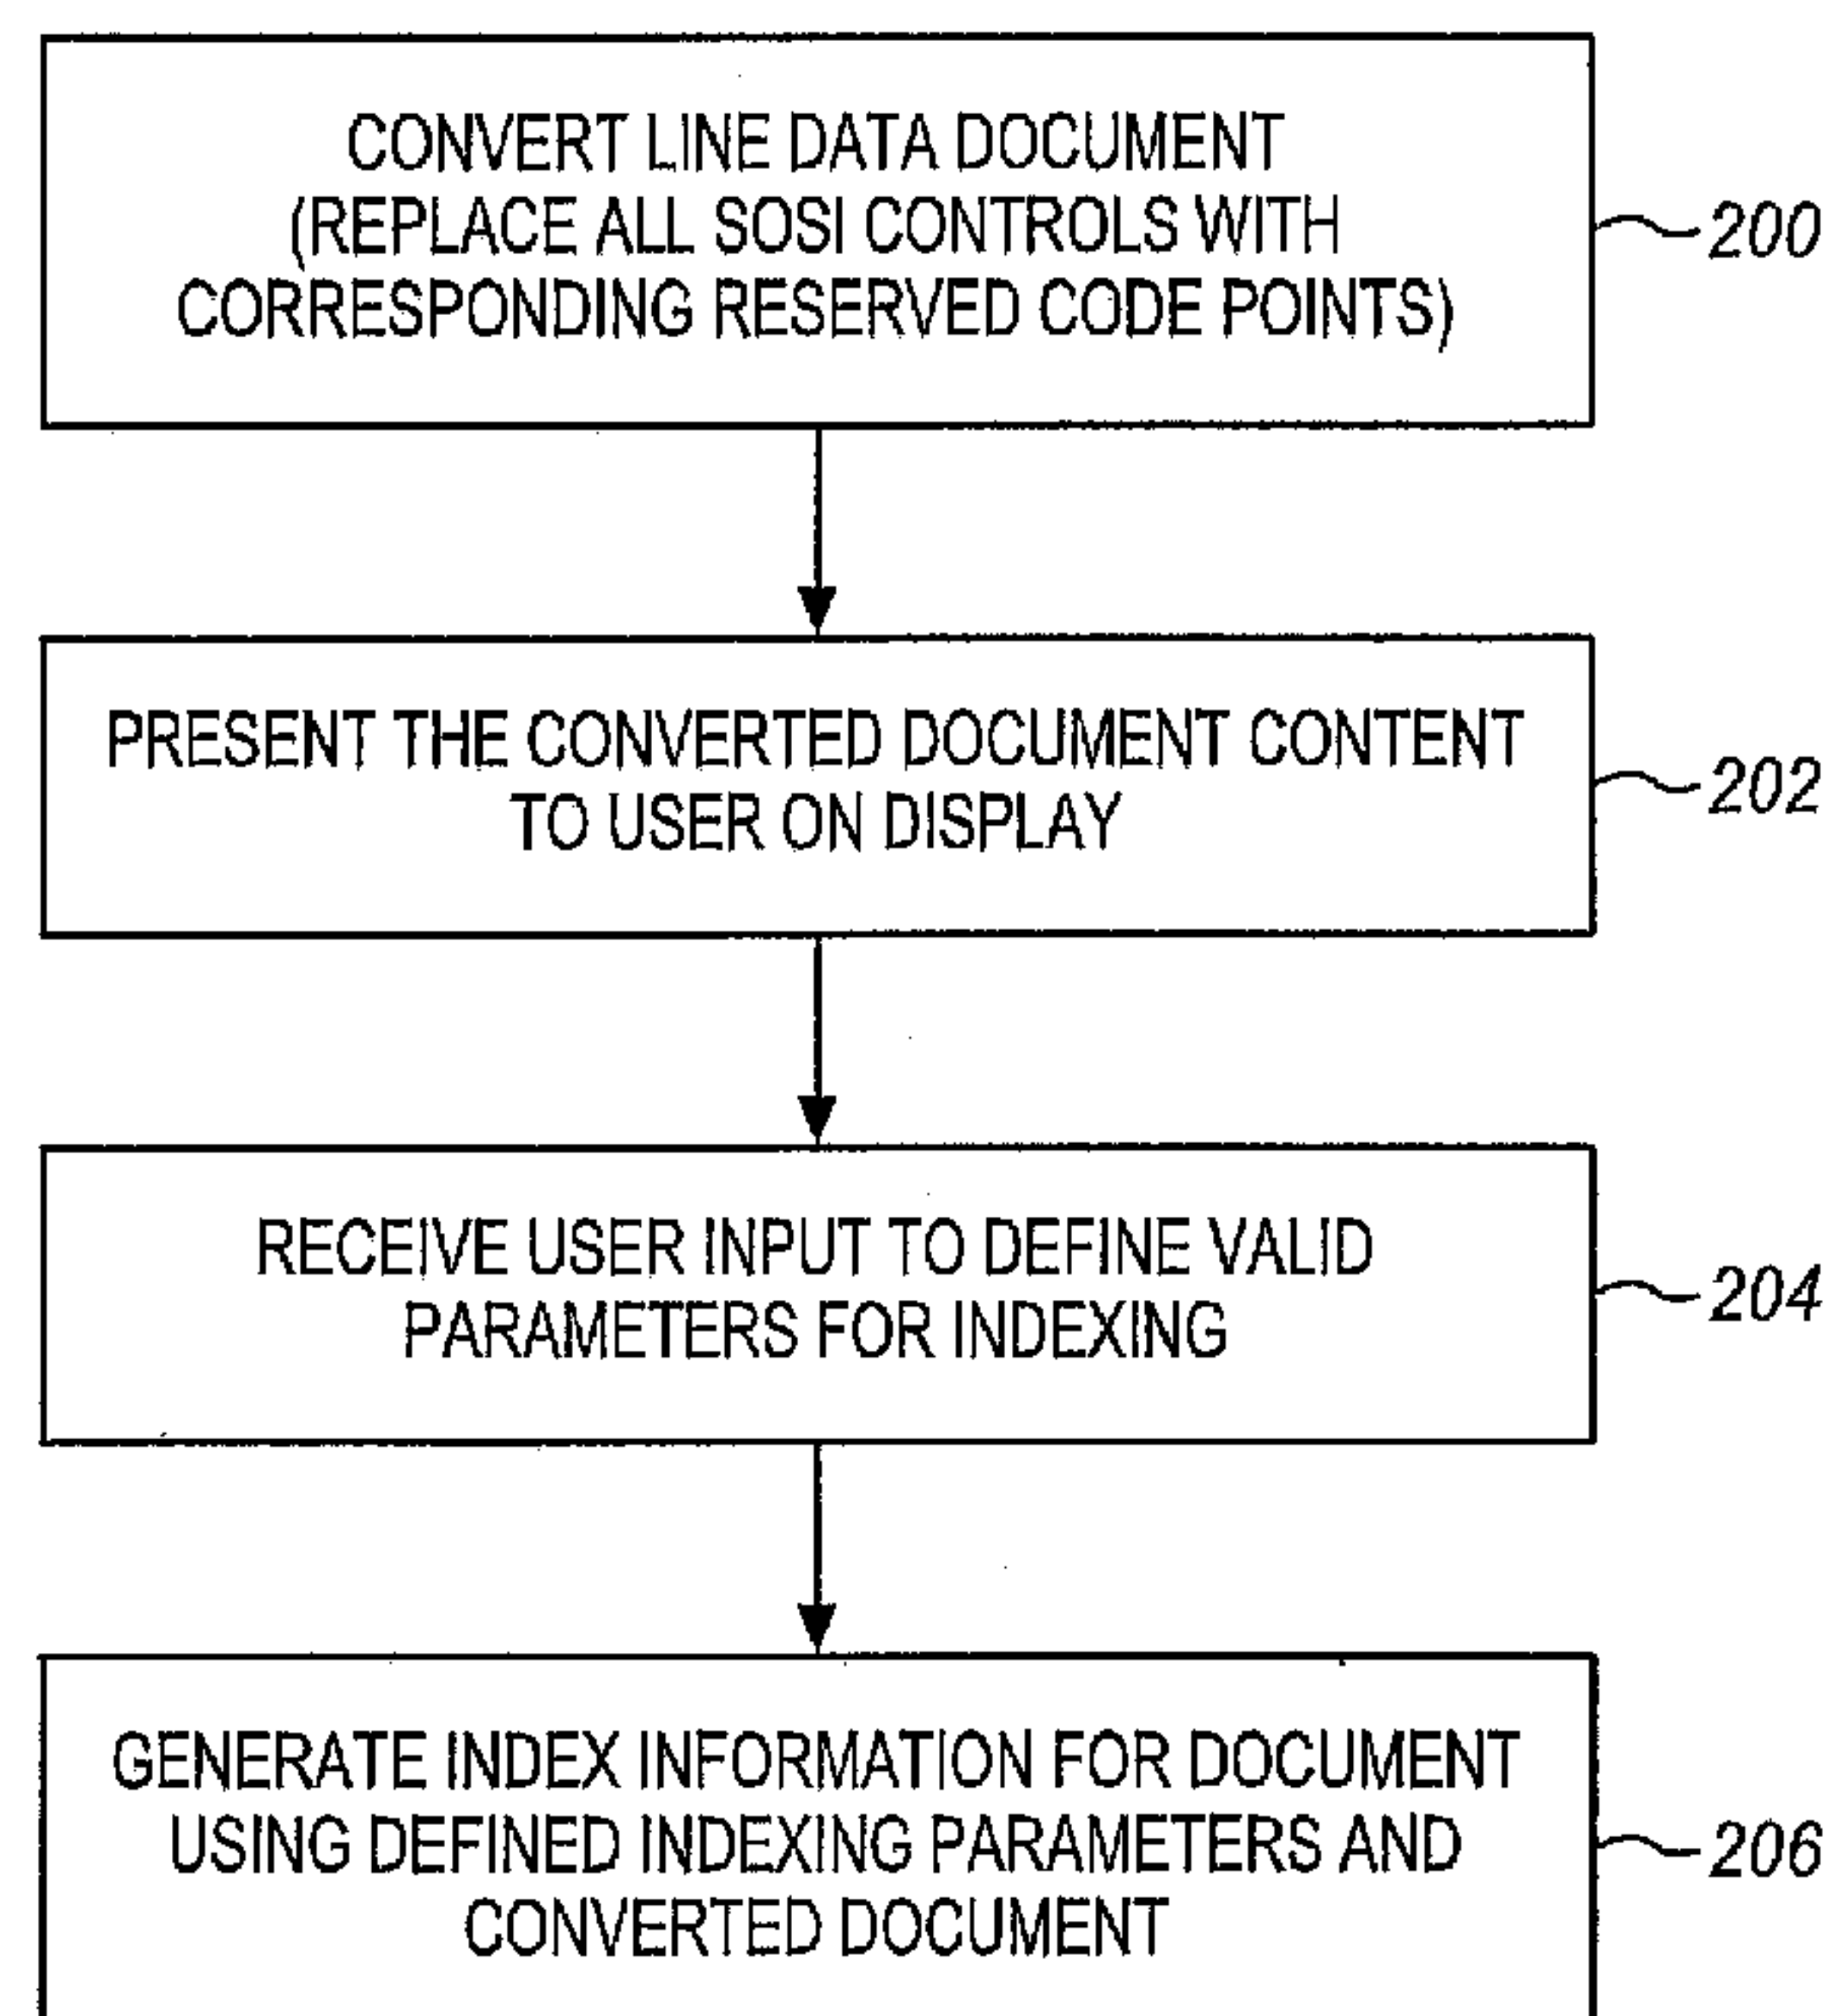 CONVERT LINE DATA DOCUMENT
(REPLACE ALL SOSI CONTROLS WITH
CORRESPONDING RESERVED CODE POINTS)
200
PRESENT THE CONVERTED DOCUMENT CONTENT
TO USER ON DISPLAY
202
RECEIVE USER INPUT TO DEFINE VALID
PARAMETERS FOR INDEXING
204
GENERATE INDEX INFORMATION FOR DOCUMENT
USING DEFINED INDEXING PARAMETERS AND
CONVERTED DOCUMENT
206